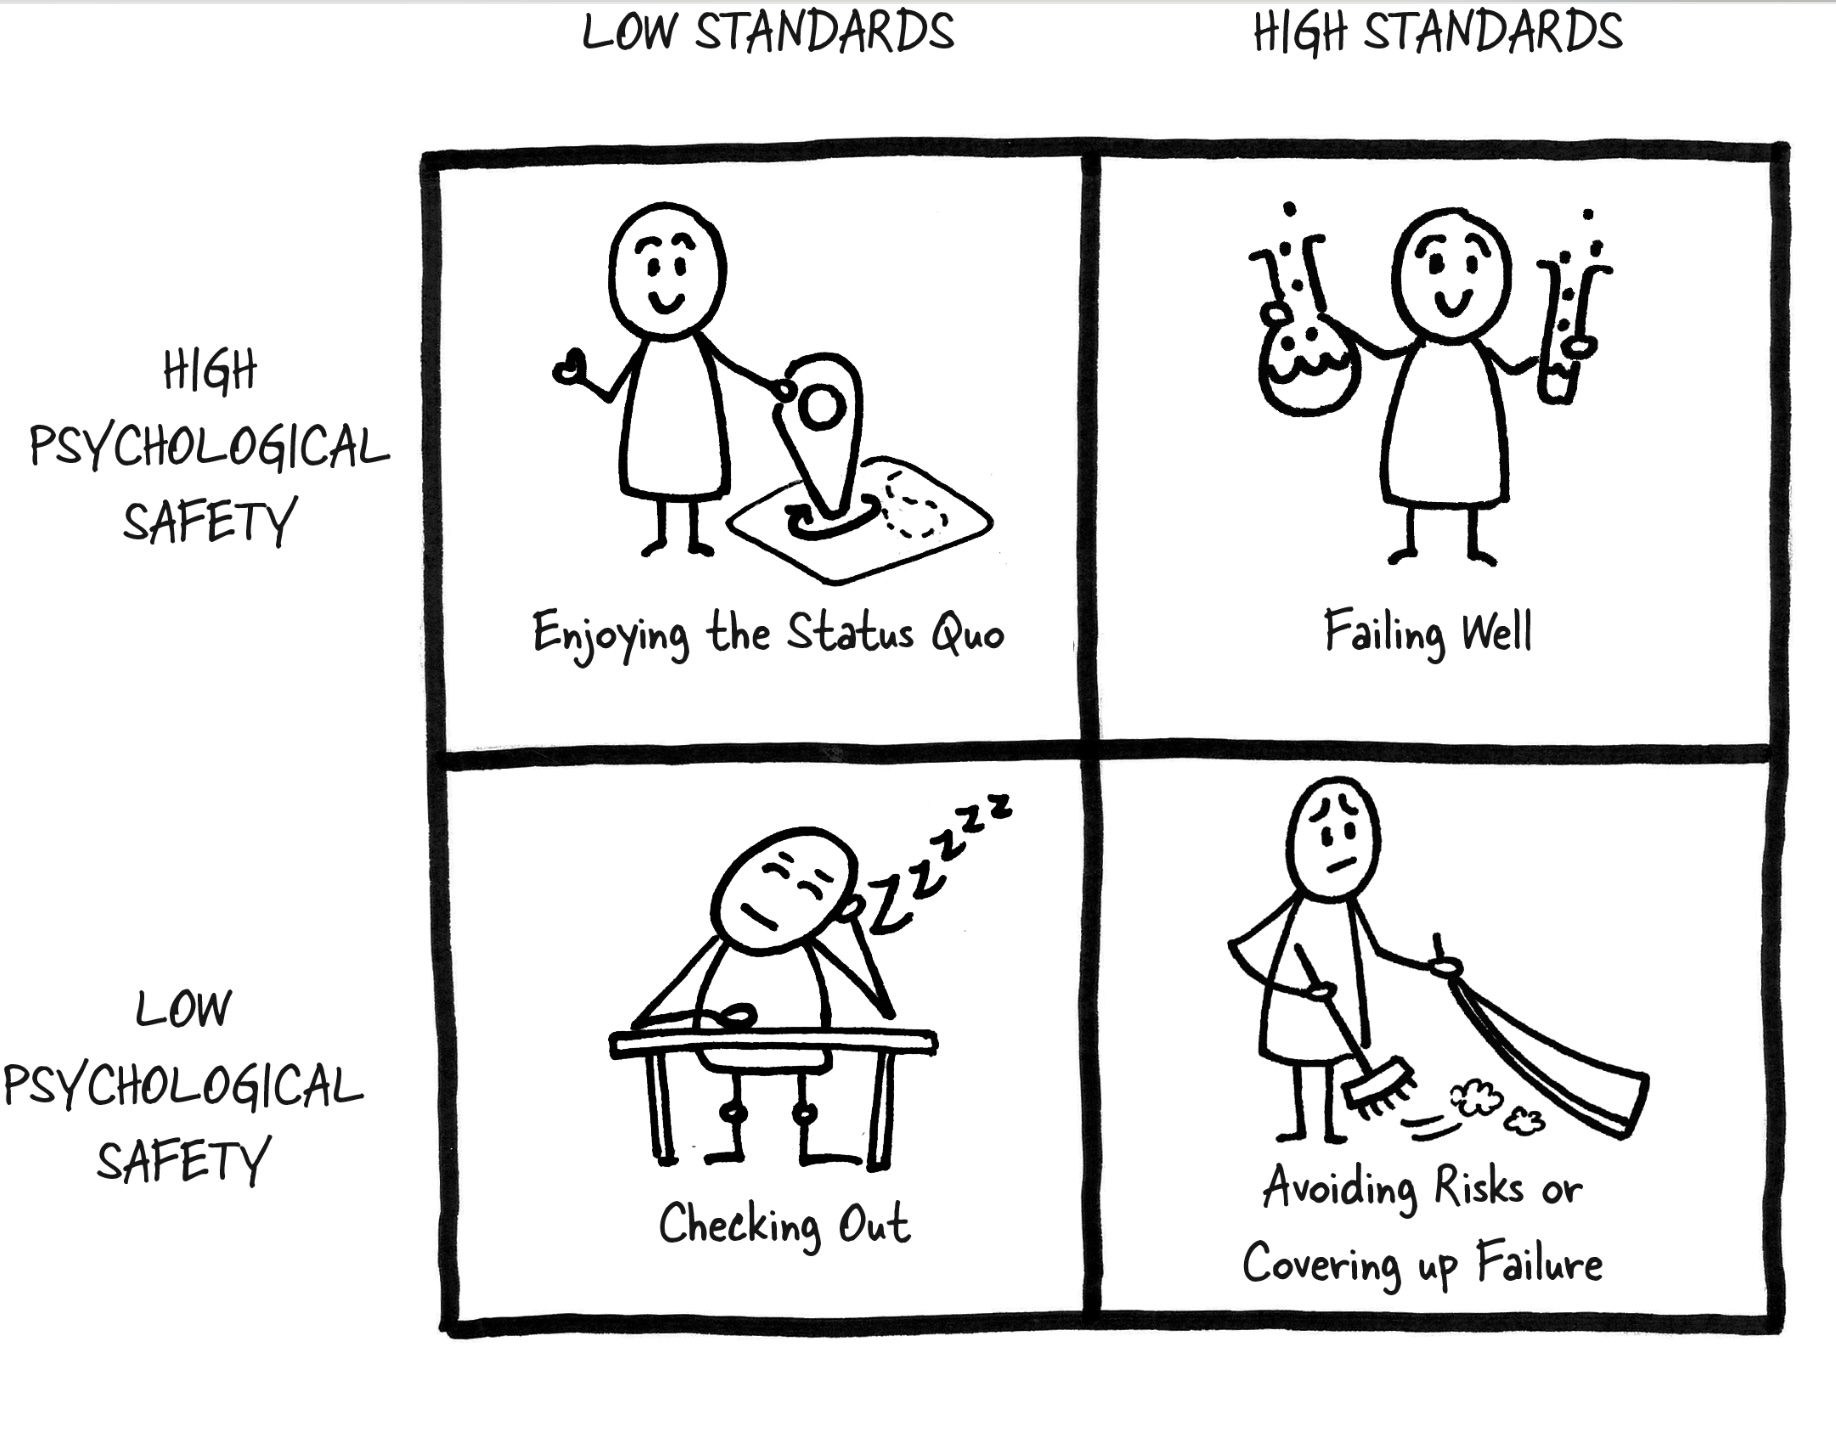 LOW STANDARDS
HIGH STANDARDS
HIGH
PSYCHOLOGICAL
SAFETY
Enjoying the Status Quo
Failing Well
LOW
PSYCHOLOGICAL
SAFETY
ZZZZZ
Checking Out
Avoiding Risks or
Covering up Failure